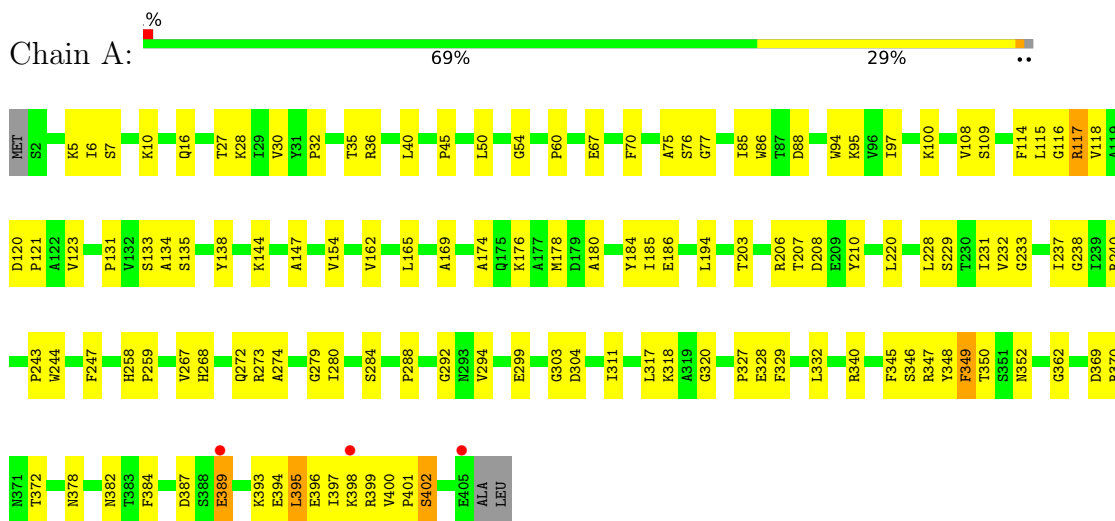 %
Chain A:
69% 29% ..
MET S2 K5 I6 S7 K10 Q16 T27 K28 I29 V30 Y31 P32 T35 R36 L40 P45 L50 G54 P60 E67 F70 A75 S76 G77 I85 W86 T87 D88 W94 K95 V96 I97 K100 V108 S109 F114 L115 G116 R117 V118 A119
D120 P121 A122 V123 P131 V132 S133 A134 S135 Y138 K144 A147 V154 V162 L165 A169 A174 Q175 K176 A177 M178 D179 A180 Y184 I185 E186 L194 T203 R206 T207 D208 E209 Y210 L220 L228 S229 T230 I231 V232 G233 I237 G238 I239
P243 W244 F247 H258 P259 V267 H268 Q272 R273 A274 G279 I280 S284 P288 G292 N293 V294 E299 G303 D304 I311 L317 K318 A319 G320 P327 E328 F329 L332 R340 F345 S346 R347 Y348 F349 T350 S351 N352 G362 D369
N371 T372 N378 N382 T383 F384 D387 S388 E389 K393 E394 L395 E396 I397 K398 R399 V400 P401 S402 E405 ALA LEU